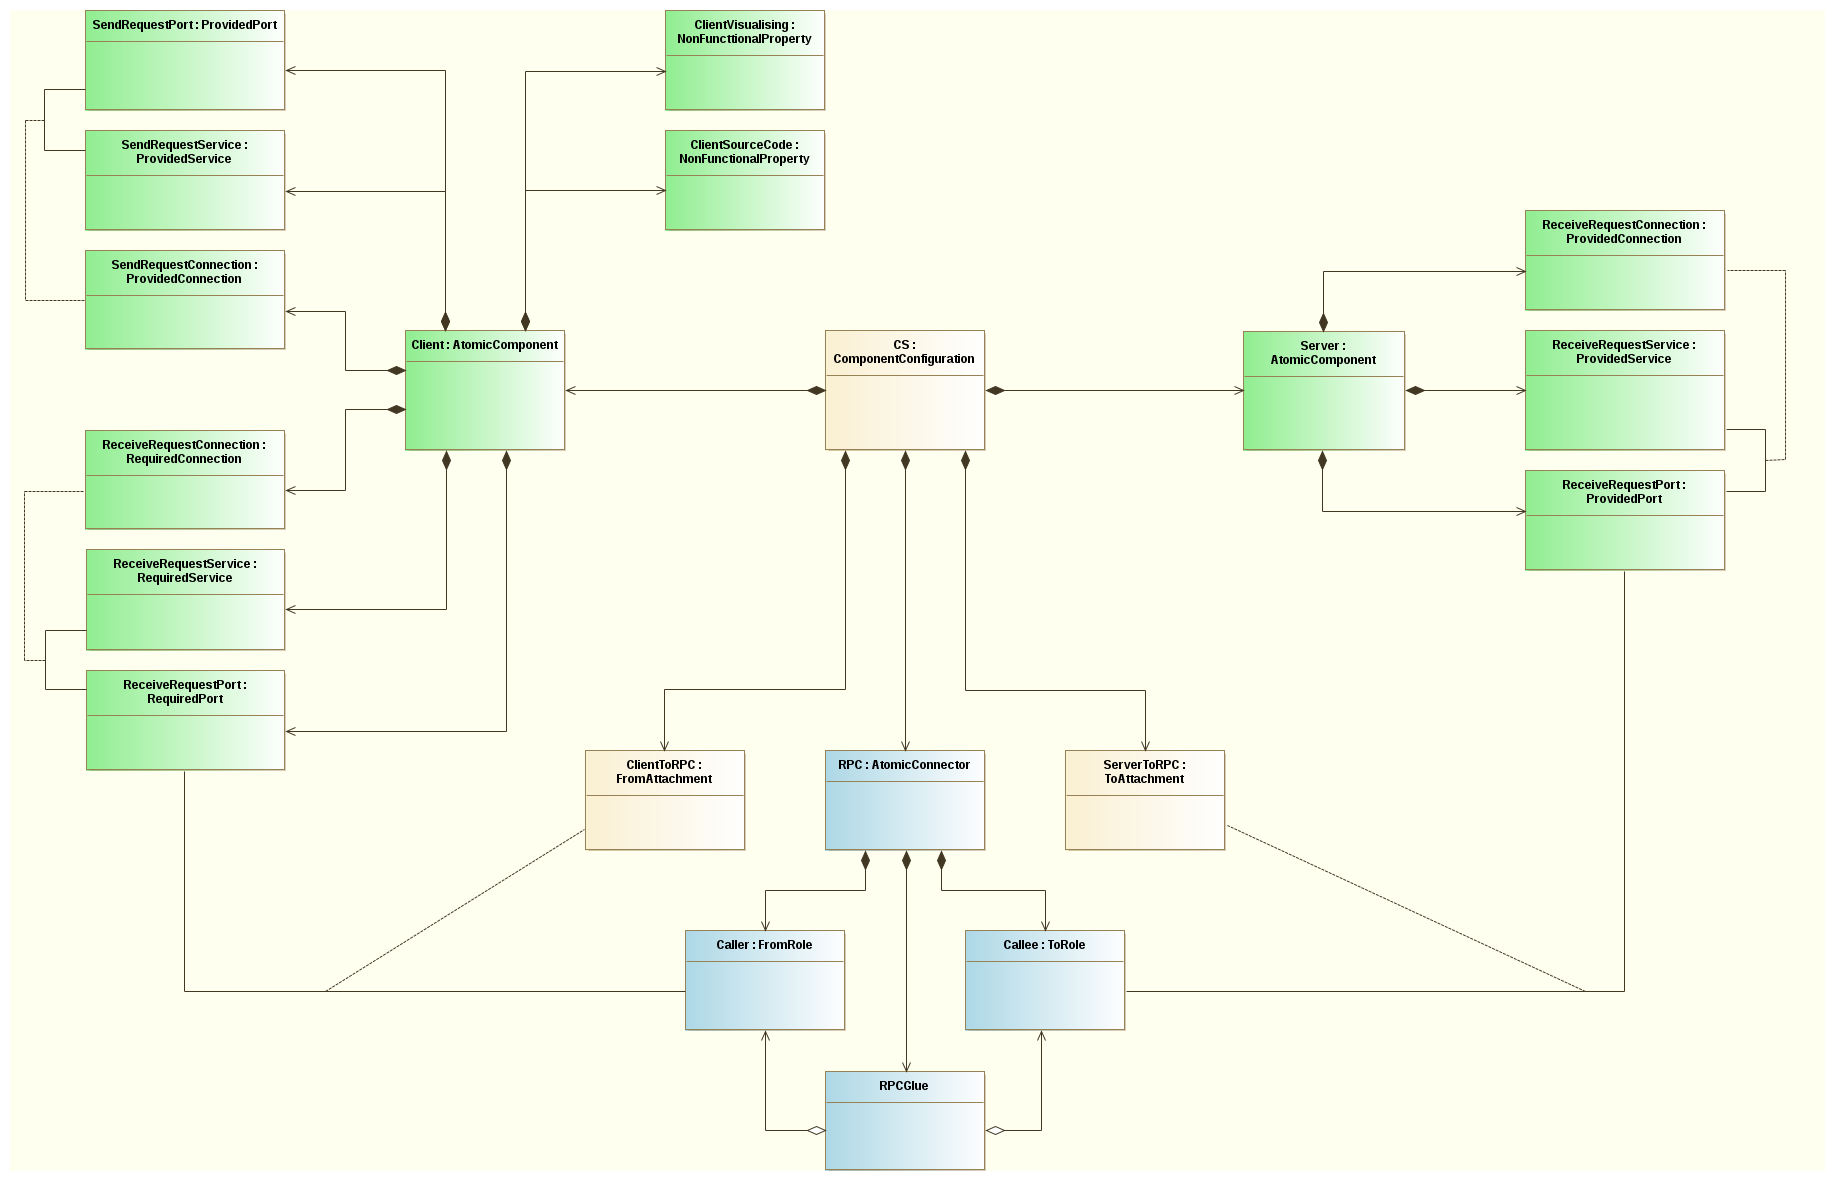 SendRequestPort : ProvidedPort
ClientVisualising :
NonFuncttionalProperty
SendRequestService :
ProvidedService
ClientSourceCode :
NonFunctionalProperty
ReceiveRequestConnection :
ProvidedConnection
SendRequestConnection :
ProvidedConnection
Client : AtomicComponent
CS :
ComponentConfiguration
Server :
AtomicComponent
ReceiveRequestService :
ProvidedService
ReceiveRequestConnection :
RequiredConnection
ReceiveRequestPort :
ProvidedPort
ReceiveRequestService :
RequiredService
ReceiveRequestPort :
RequiredPort
ClientToRPC :
FromAttachment
RPC : AtomicConnector
ServerToRPC :
ToAttachment
Caller : FromRole
Callee : ToRole
RPCGlue